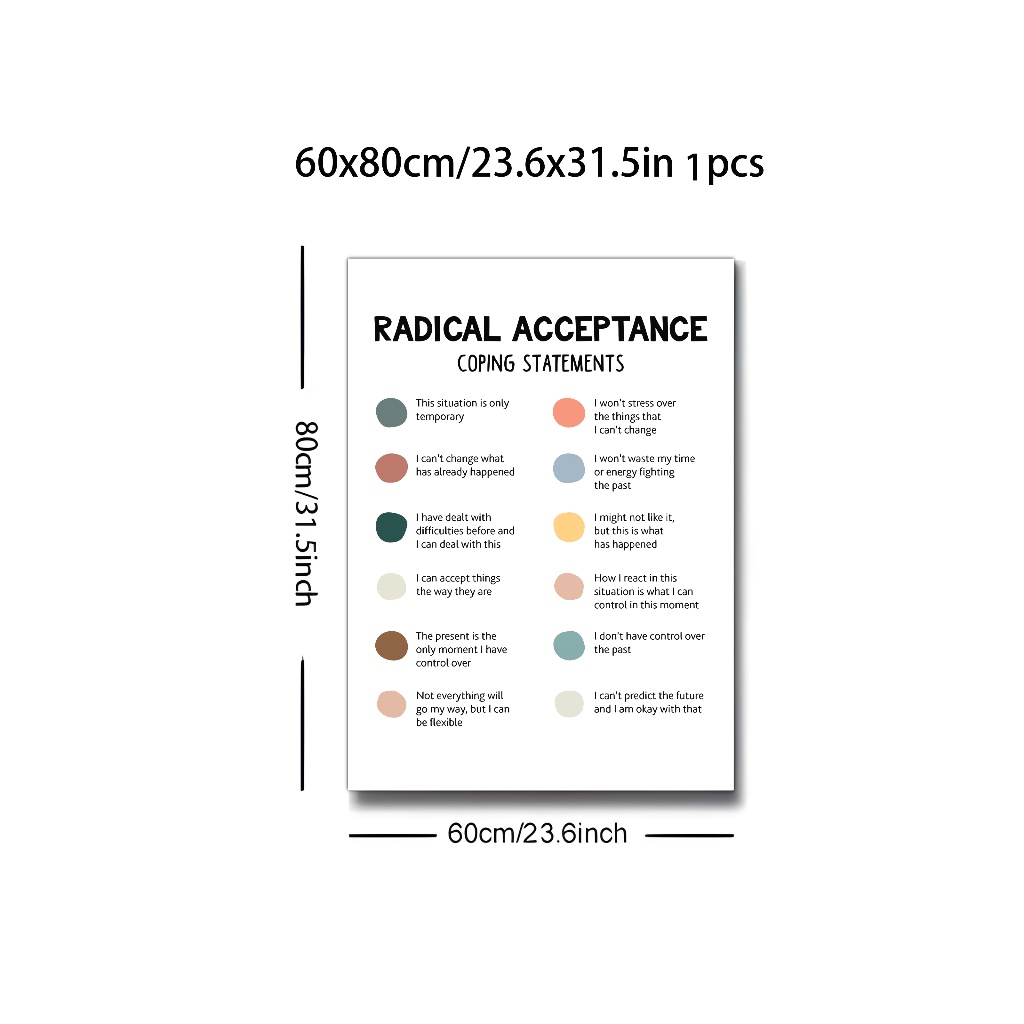 60x80cm/23.6x31.5in 1pcs
80cm/31.5inch
RADICAL ACCEPTANCE
COPING STATEMENTS
This situation is only
temporary
I can't change what
has already happened
I have dealt with
difficulties before and
I can deal with this
I can accept things
the way they are
The present is the
only moment I have
control over
Not everything will
go my way, but I can
be flexible
I won't stress over
the things that
I can't change
I won't waste my time
or energy fighting
the past
I might not like it,
but this is what
has happened
How I react in this
situation is what I can
control in this moment
I don't have control over
the past
I can't predict the future
and I am okay with that
60cm/23.6inch